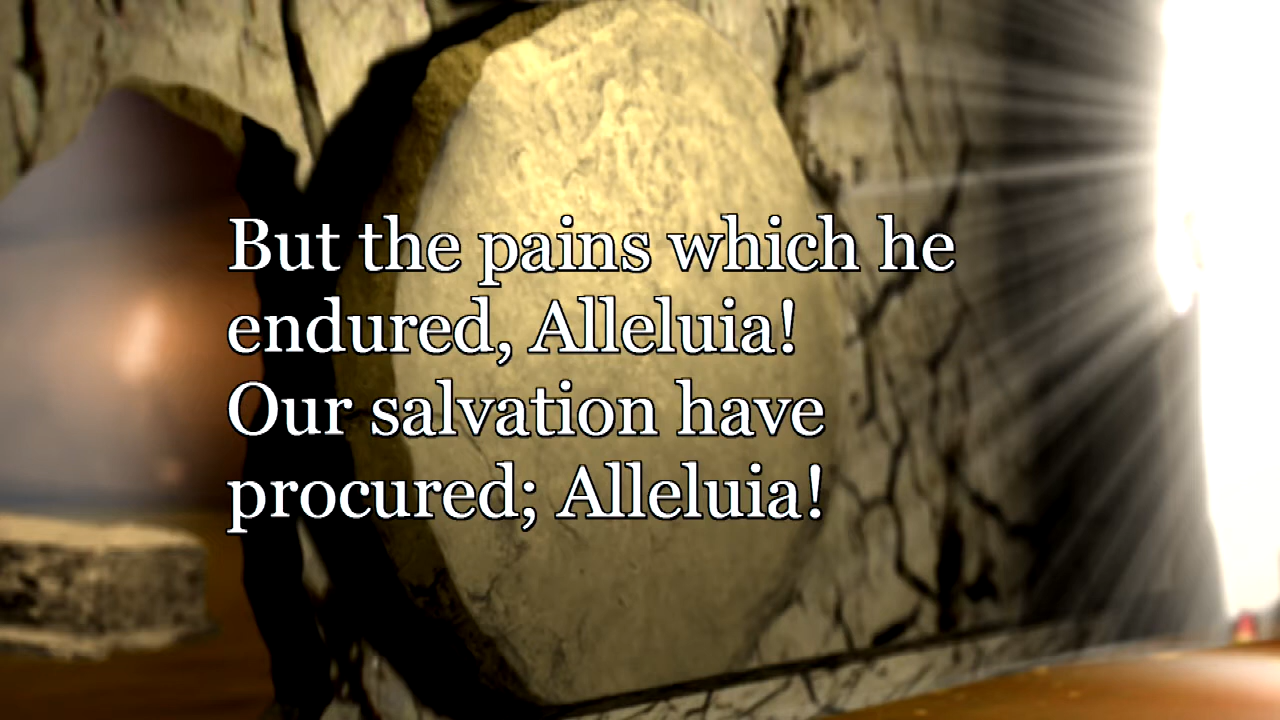 But the pains which he
endured, Alleluia!
Our salvation have
procured; Alleluia!